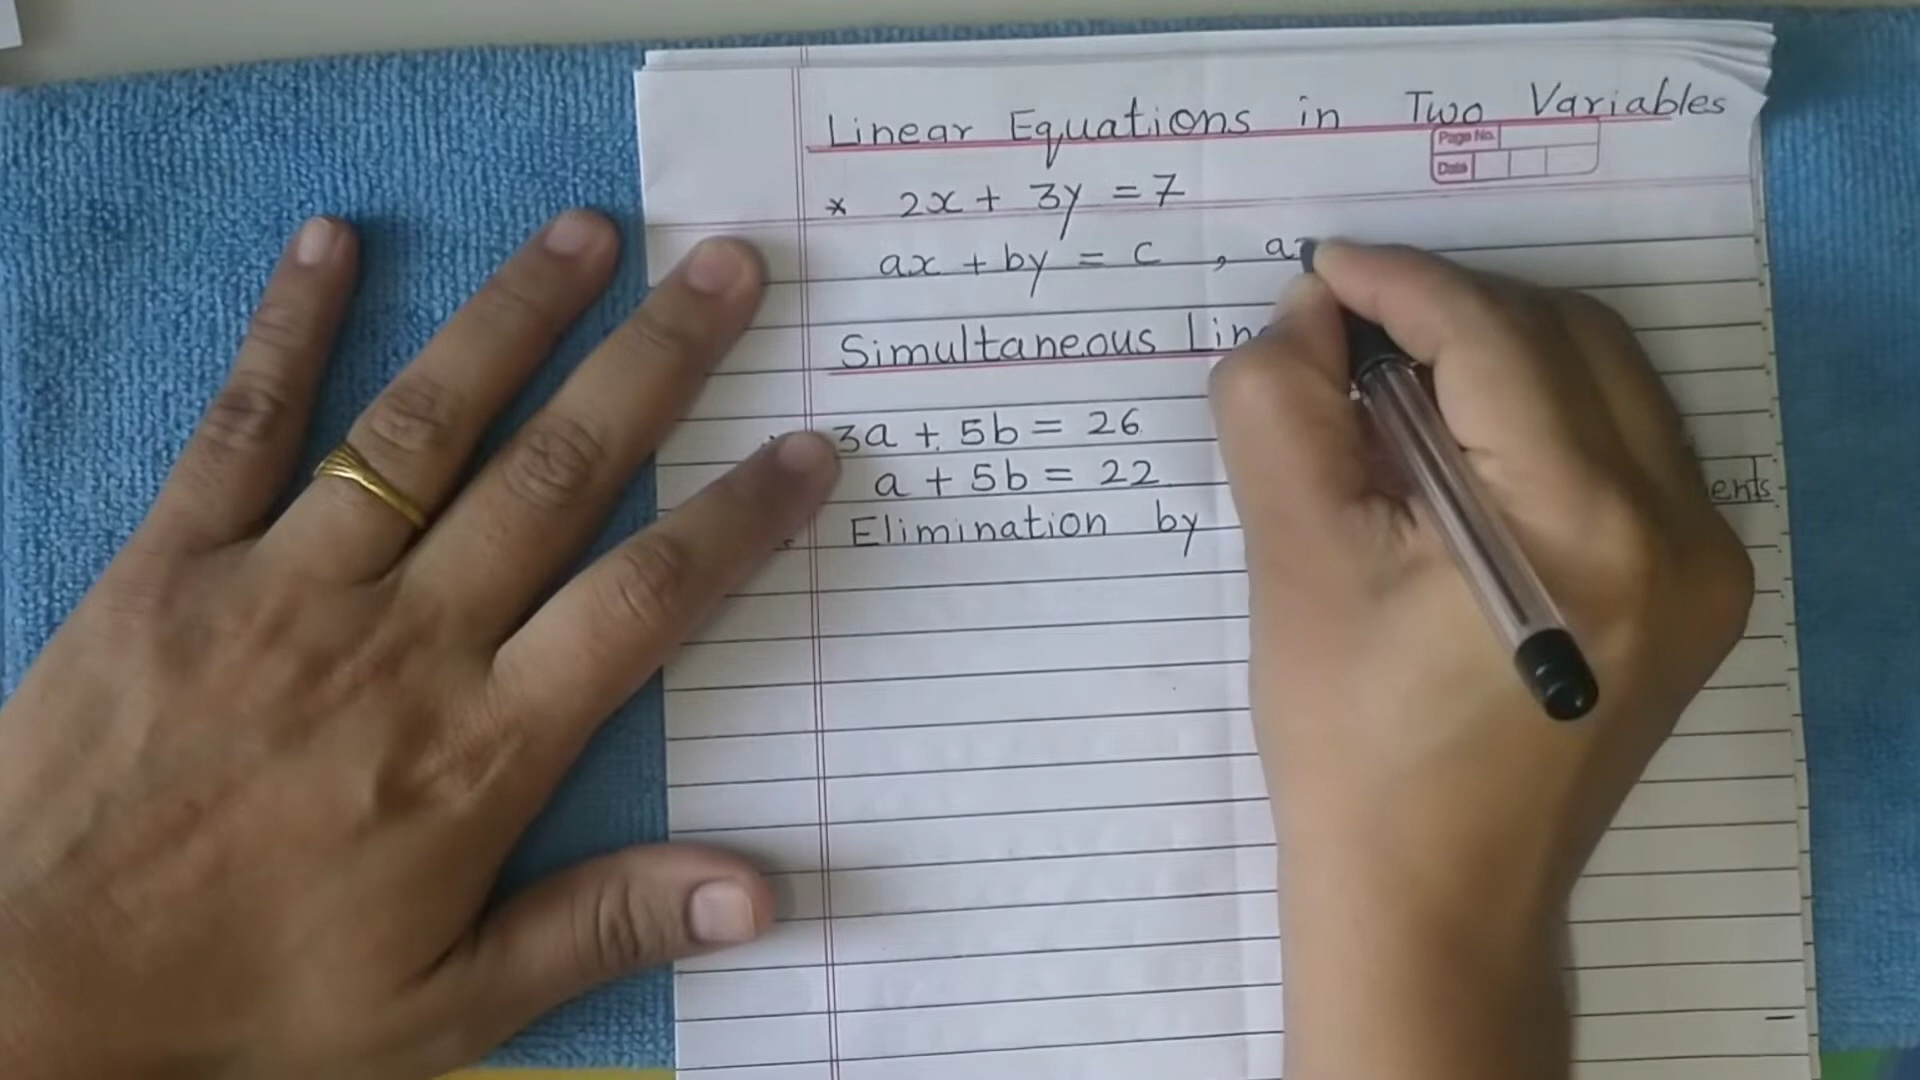 Linear Equations in Two Variables
Page No.
Date
* 2x + 3y = 7
ax + by = c , a
Simultaneous
3a + 5b = 26
a + 5b = 22
Elimination by